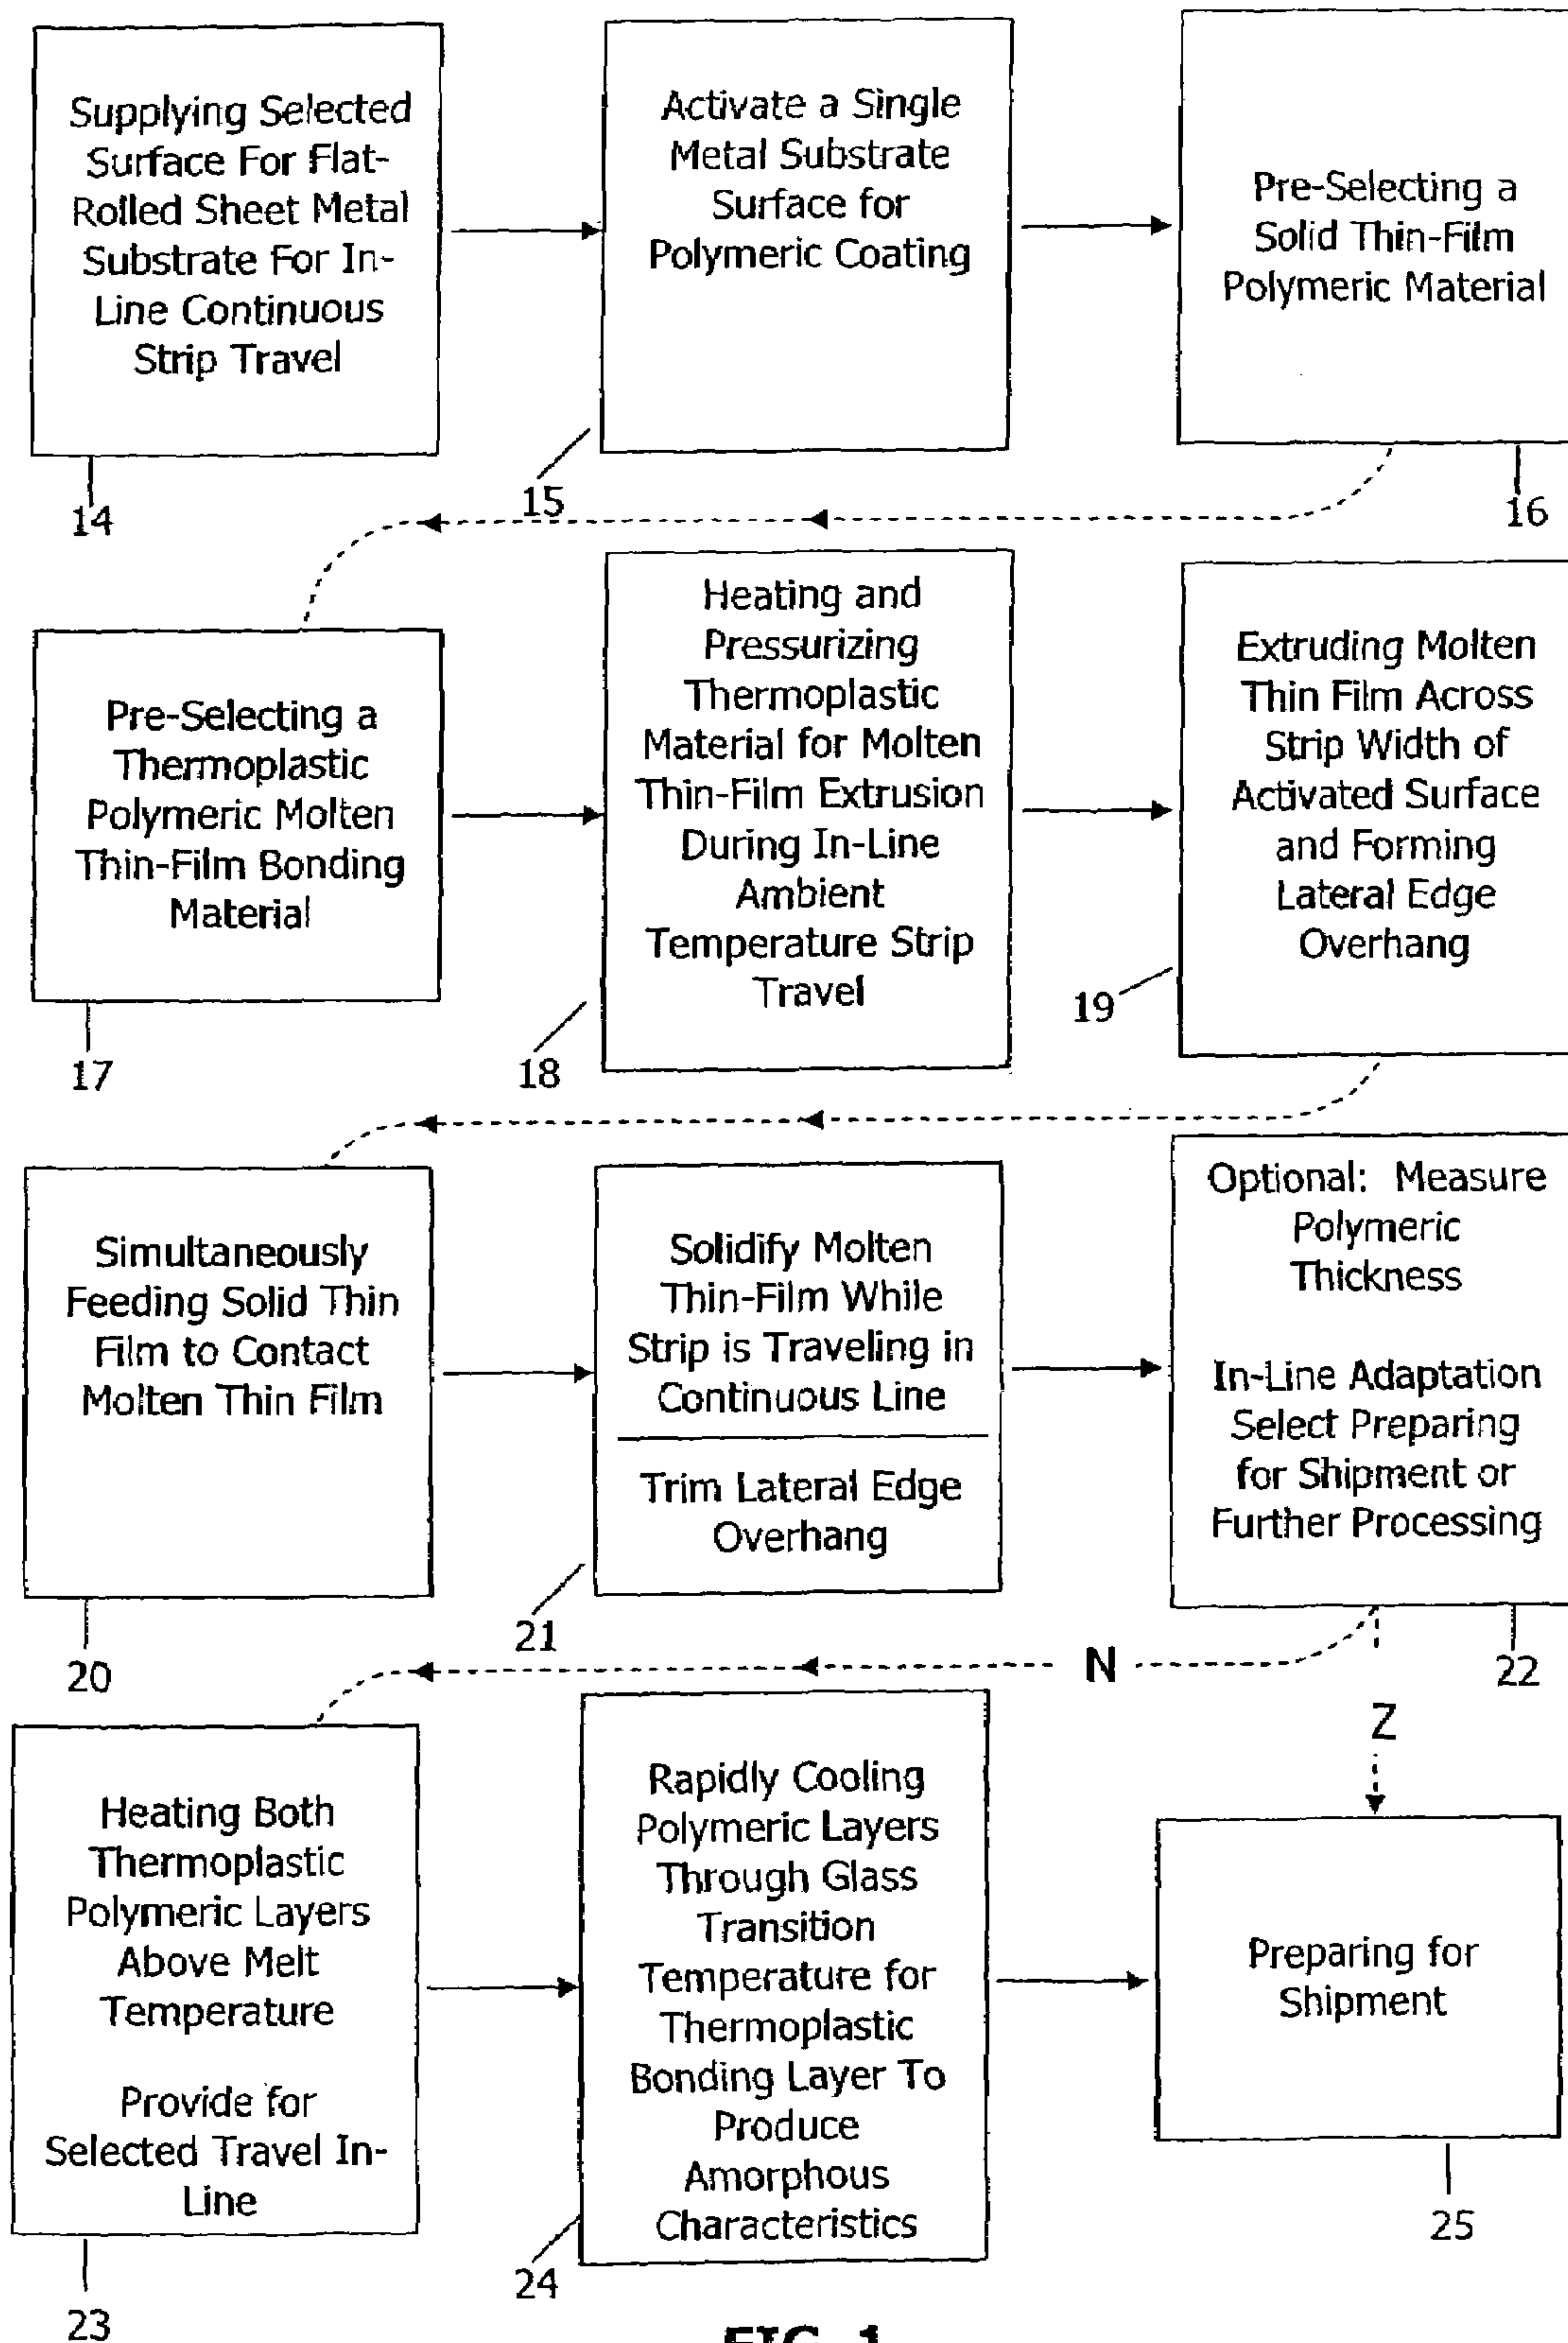 Supplying Selected
Surface For Flat-
Rolled Sheet Metal
Substrate For In-
Line Continuous
Strip Travel
14
Activate a Single
Metal Substrate
Surface for
Polymeric Coating
15
Pre-Selecting a
Solid Thin-Film
Polymeric Material
16
Pre-Selecting a
Thermoplastic
Polymeric Molten
Thin-Film Bonding
Material
17
Heating and
Pressurizing
Thermoplastic
Material for Molten
Thin-Film Extrusion
During In-Line
Ambient
Temperature Strip
Travel
18
Extruding Molten
Thin Film Across
Strip Width of
Activated Surface
and Forming
Lateral Edge
Overhang
19
Simultaneously
Feeding Solid Thin
Film to Contact
Molten Thin Film
20
Solidify Molten
Thin-Film While
Strip is Traveling in
Continuous Line
Trim Lateral Edge
Overhang
21
Optional: Measure
Polymeric
Thickness
In-Line Adaptation
Select Preparing
for Shipment or
Further Processing
22
N
Z
Heating Both
Thermoplastic
Polymeric Layers
Above Melt
Temperature
Provide for
Selected Travel In-
Line
23
Rapidly Cooling
Polymeric Layers
Through Glass
Transition
Temperature for
Thermoplastic
Bonding Layer To
Produce
Amorphous
Characteristics
24
Preparing for
Shipment
25
FIG. 1